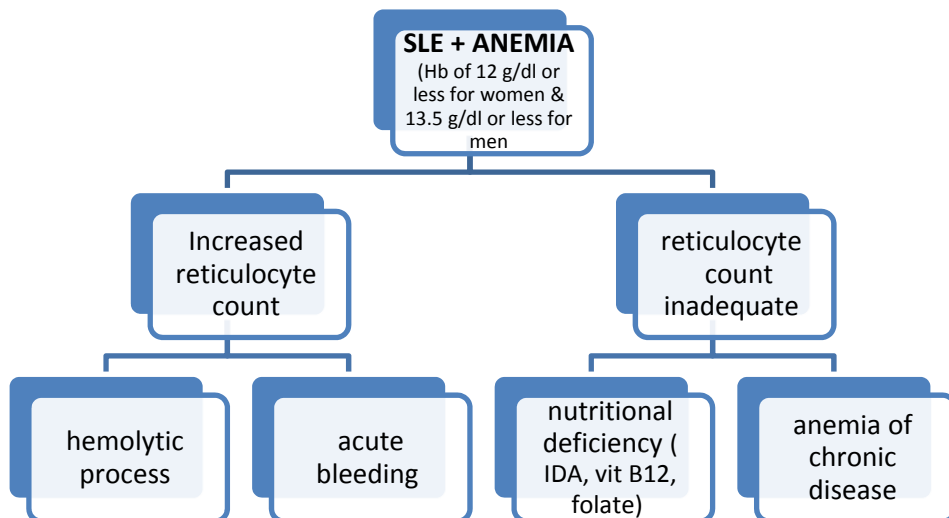 SLE + ANEMIA
(Hb of 12 g/dl or
less for women &
13.5 g/dl or less for
men
Increased
reticulocyte
count
reticulocyte
count
inadequate
hemolytic
process
acute
bleeding
nutritional
deficiency (
IDA, vit B12,
folate)
anemia of
chronic
disease